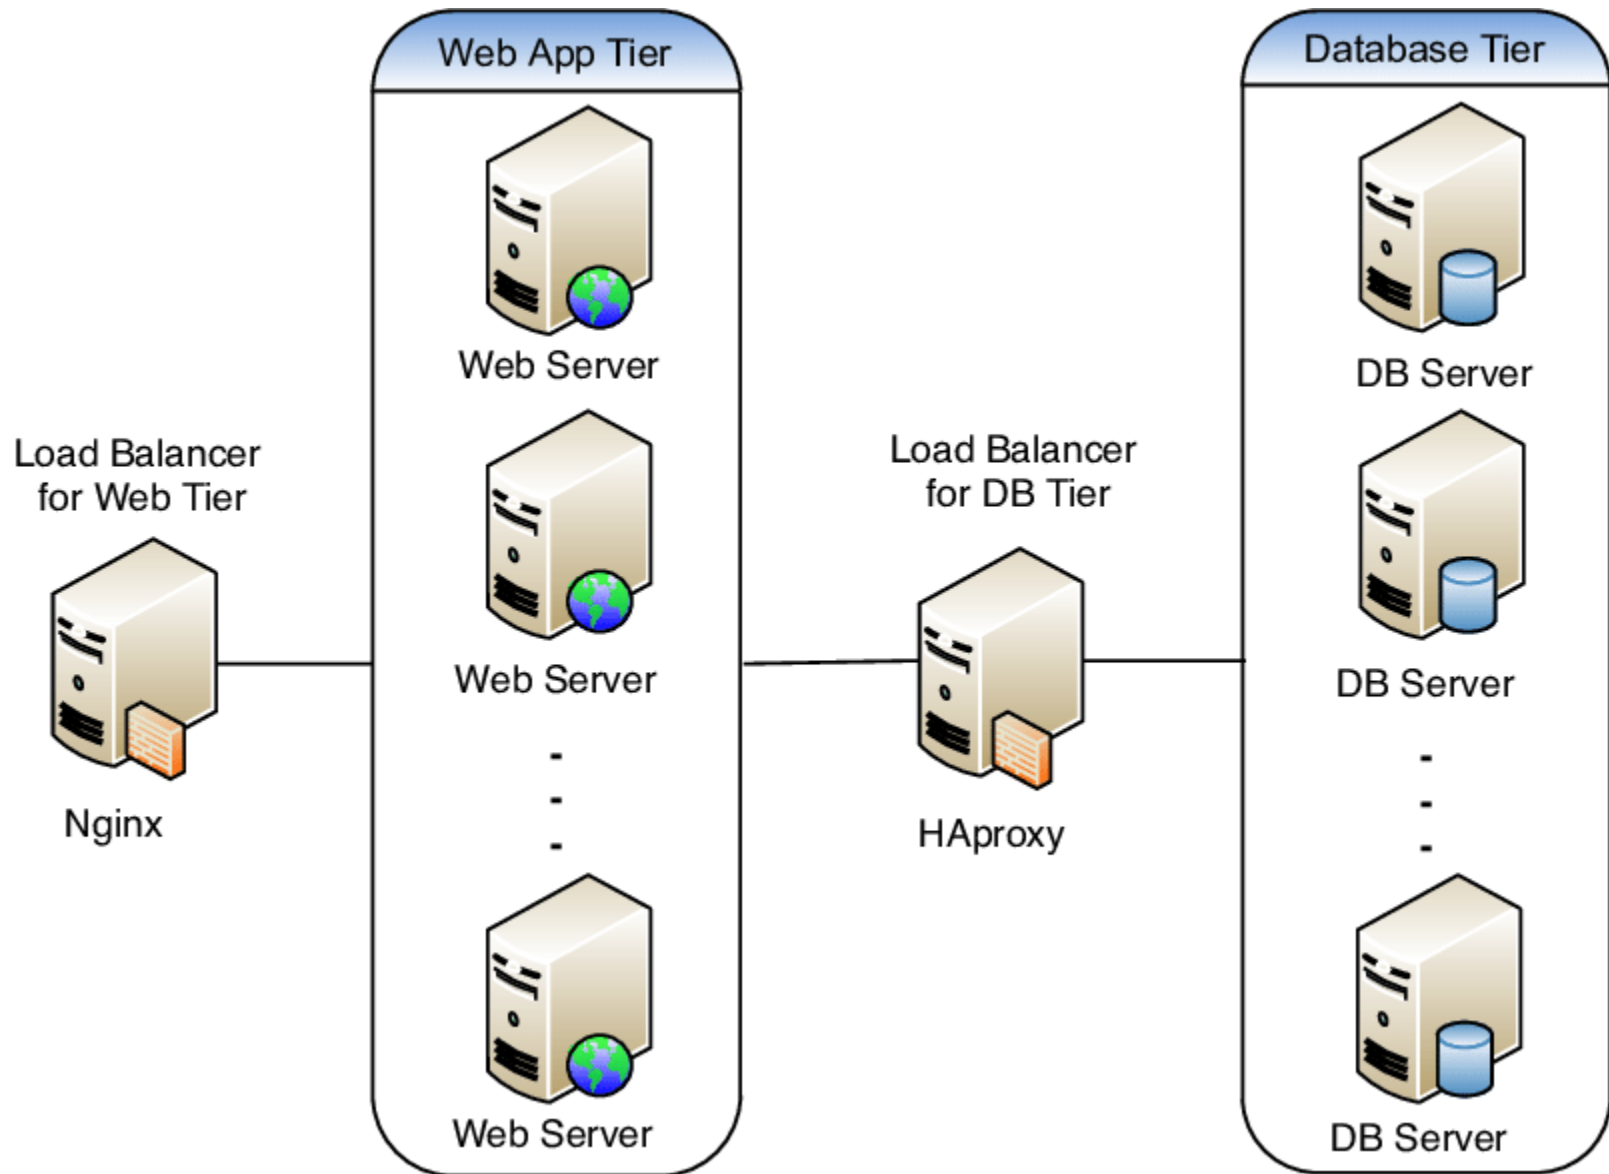 Web App Tier
Database Tier
Web Server
DB Server
Load Balancer
for Web Tier
Load Balancer
for DB Tier
Web Server
DB Server
Nginx
HAproxy
Web Server
DB Server